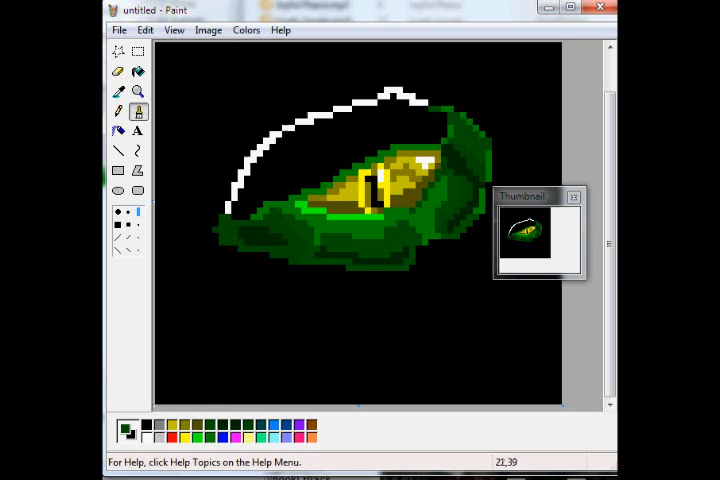 untitled - Paint
File Edit View Image Colors Help
A
Thumbnail
For Help, click Help Topics on the Help Menu.
21,39